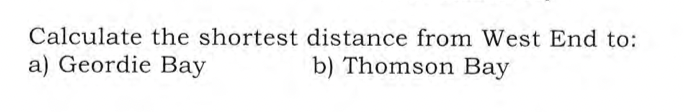 Calculate the shortest distance from West End to:
a) Geordie Bay b) Thomson Bay